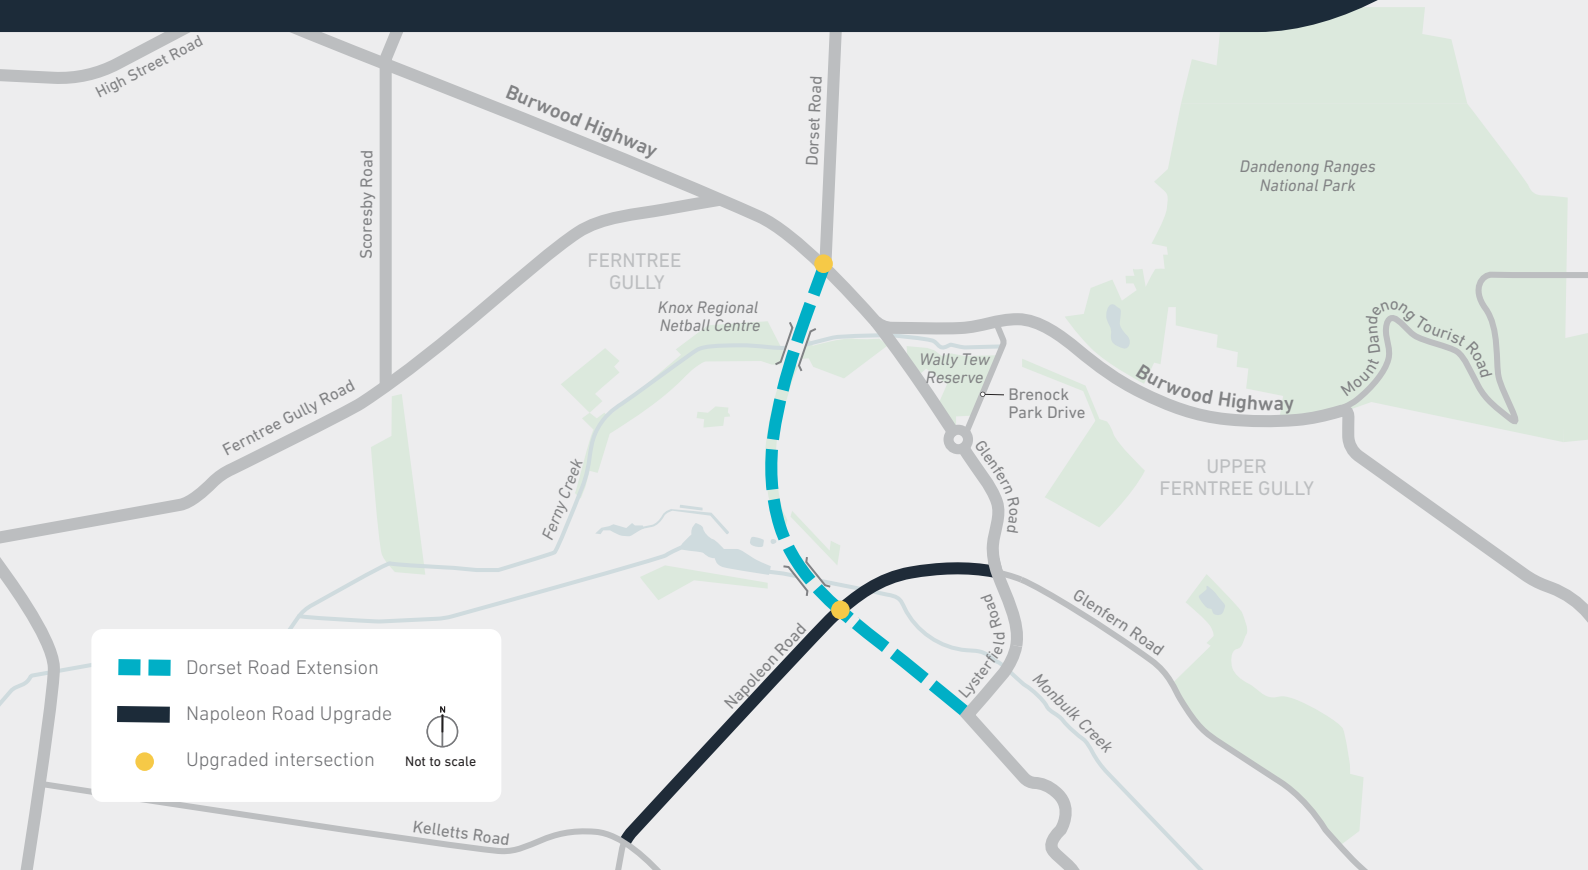 High Street Road
Burwood Highway
Dorset Road
Scoresby Road
Dandenong Ranges
National Park
FERNTREE
GULLY
Knox Regional
Netball Centre
Mount Dandenong Tourist Road
Wally Tew
Reserve
Brenock
Park Drive
Burwood Highway
Ferntree Gully Road
Ferny Creek
Glenfern Road
UPPER
FERNTREE GULLY
Glenfern Road
Lysterfield Road
Napoleon Road
Monbulk Creek
Dorset Road Extension
Napoleon Road Upgrade
Upgraded intersection
N
Not to scale
Kelletts Road